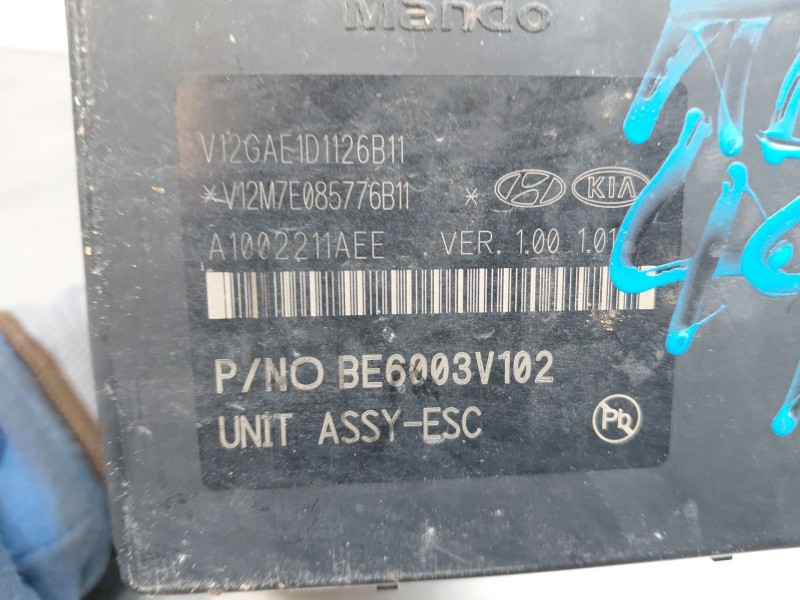 Mando
V12GAE1D1126B11
*V12M7E085776B11 * KIA
A1002211AEE VER. 1.00 1.01
P/NO BE6003V102
UNIT ASSY-ESC
Pb